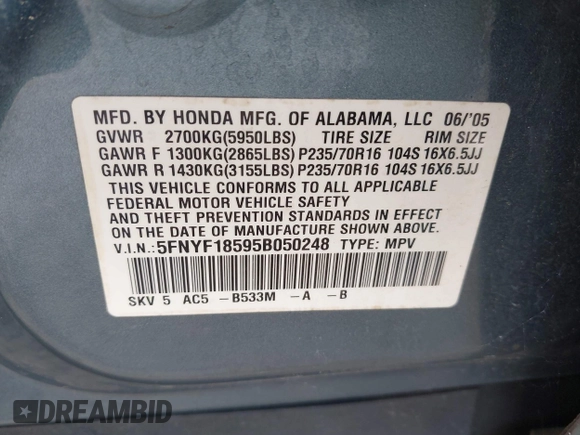 MFD. BY HONDA MFG. OF ALABAMA, LLC 06/'05
GVWR 2700KG(5950LBS) TIRE SIZE RIM SIZE
GAWR F 1300KG(2865LBS) P235/70R16 104S 16X6.5JJ
GAWR R 1430KG(3155LBS) P235/70R16 104S 16X6.5JJ
THIS VEHICLE CONFORMS TO ALL APPLICABLE
FEDERAL MOTOR VEHICLE SAFETY
AND THEFT PREVENTION STANDARDS IN EFFECT
ON THE DATE OF MANUFACTURE SHOWN ABOVE.
V.I.N.: 5FNYF18595B050248 TYPE: MPV
SKV 5 AC5 -B533M -A -B
DREAMBID